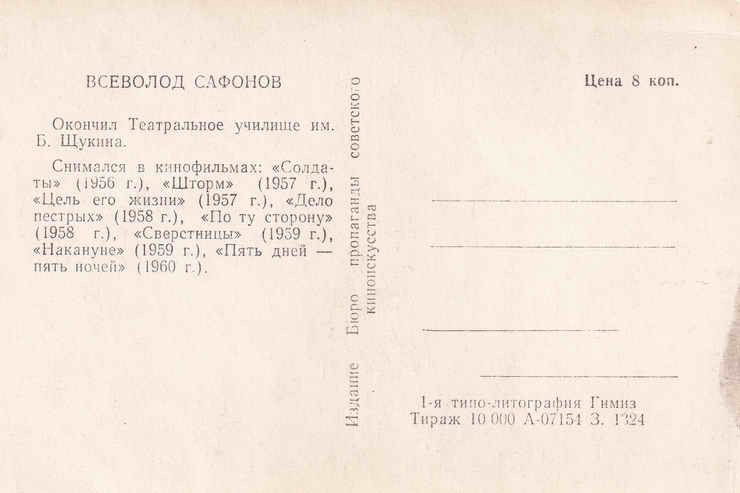 ВСЕВОЛОД САФОНОВ
Окончил Театральное училище им.
Б. Щукина.
Снимался в кинофильмах: «Солда-
ты» (1956 г.), «Шторм» (1957 г.),
«Цель его жизни» (1957 г.), «Дело
пестрых» (1958 г.), «По ту сторону»
(1958 г.), «Сверстницы» (1959 г.),
«Накануне» (1959 г.), «Пять дней —
пять ночей» (1960 г.).
Издание Бюро пропаганды советского
киноискусства
Цена 8 коп.
1-я типо-литография Гимиз
Тираж 10 000 А-07154 З. 1324